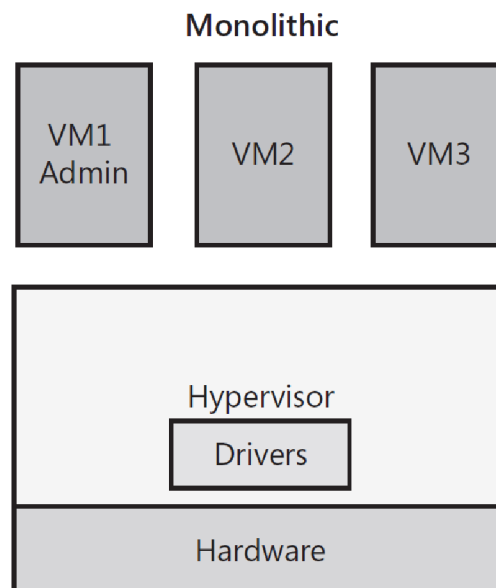 Monolithic
VM1
Admin
VM2
VM3
Hypervisor
Drivers
Hardware